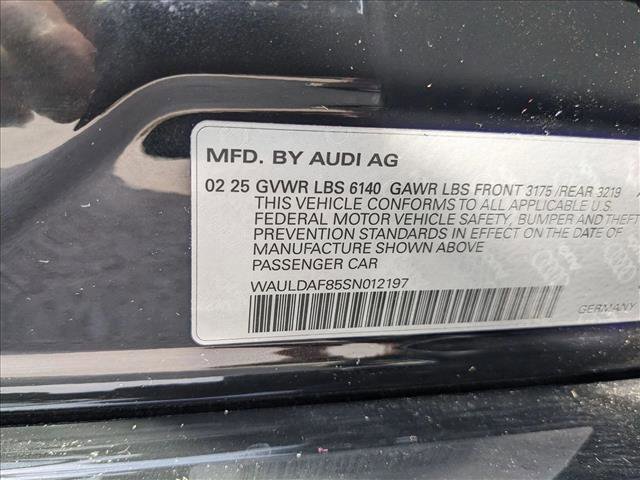 MFD. BY AUDI AG
02 25 GVWR LBS 6140 GAWR LBS FRONT 3175 /REAR 3219
THIS VEHICLE CONFORMS TO ALL APPLICABLE U.S.
FEDERAL MOTOR VEHICLE SAFETY, BUMPER AND THEFT
PREVENTION STANDARDS IN EFFECT ON THE DATE OF
MANUFACTURE SHOWN ABOVE
PASSENGER CAR
WAULDAF85SN012197
GERMANY